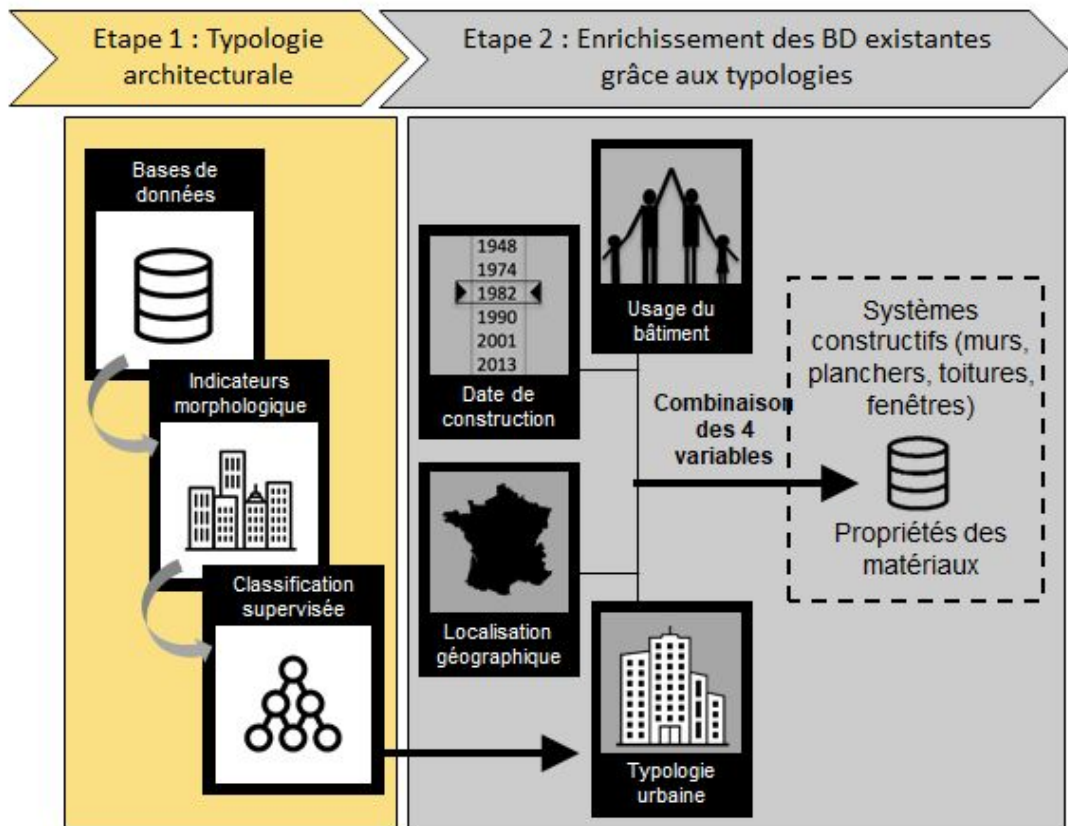 Etape 1 : Typologie
architecturale
Etape 2 : Enrichissement des BD existantes
grâce aux typologies
Bases de
données
Indicateurs
morphologique
Classification
supervisée
1948
1974
1982
1990
2001
2013
Date de
construction
Usage du
bâtiment
Localisation
géographique
Typologie
urbaine
Combinaison
des 4
variables
Systèmes
constructifs (murs,
planchers, toitures,
fenêtres)
Propriétés des
matériaux